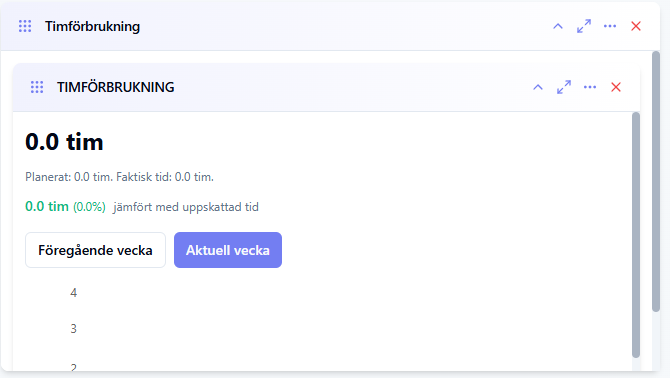 Timförbrukning
TIMFÖRBRUKNING
0.0 tim
Planerat: 0.0 tim. Faktisk tid: 0.0 tim.
0.0 tim (0.0%) jämfört med uppskattad tid
Föregående vecka Aktuell vecka
4
3
2